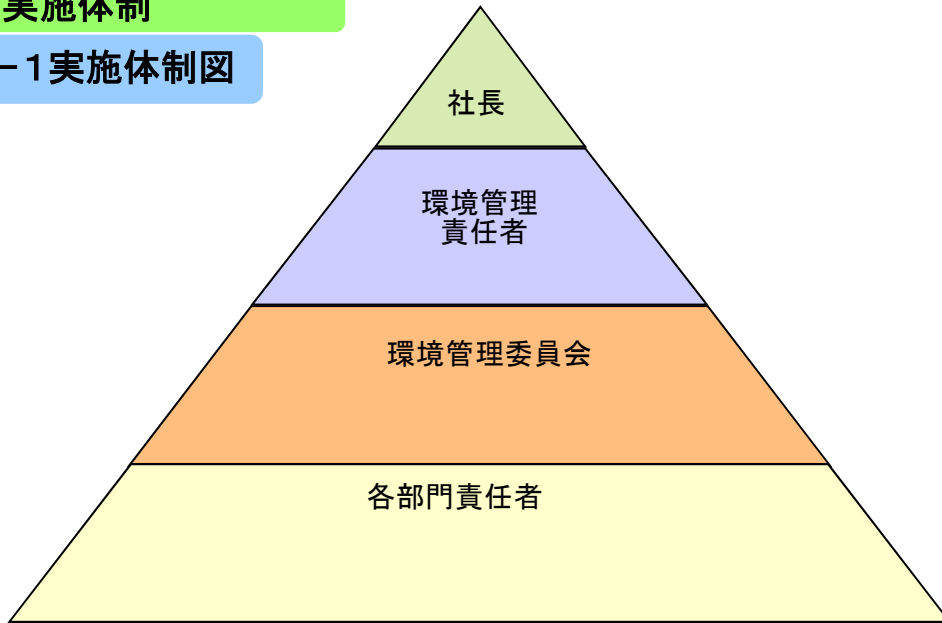 実施体制
－1実施体制図
社長
環境管理
責任者
環境管理委員会
各部門責任者